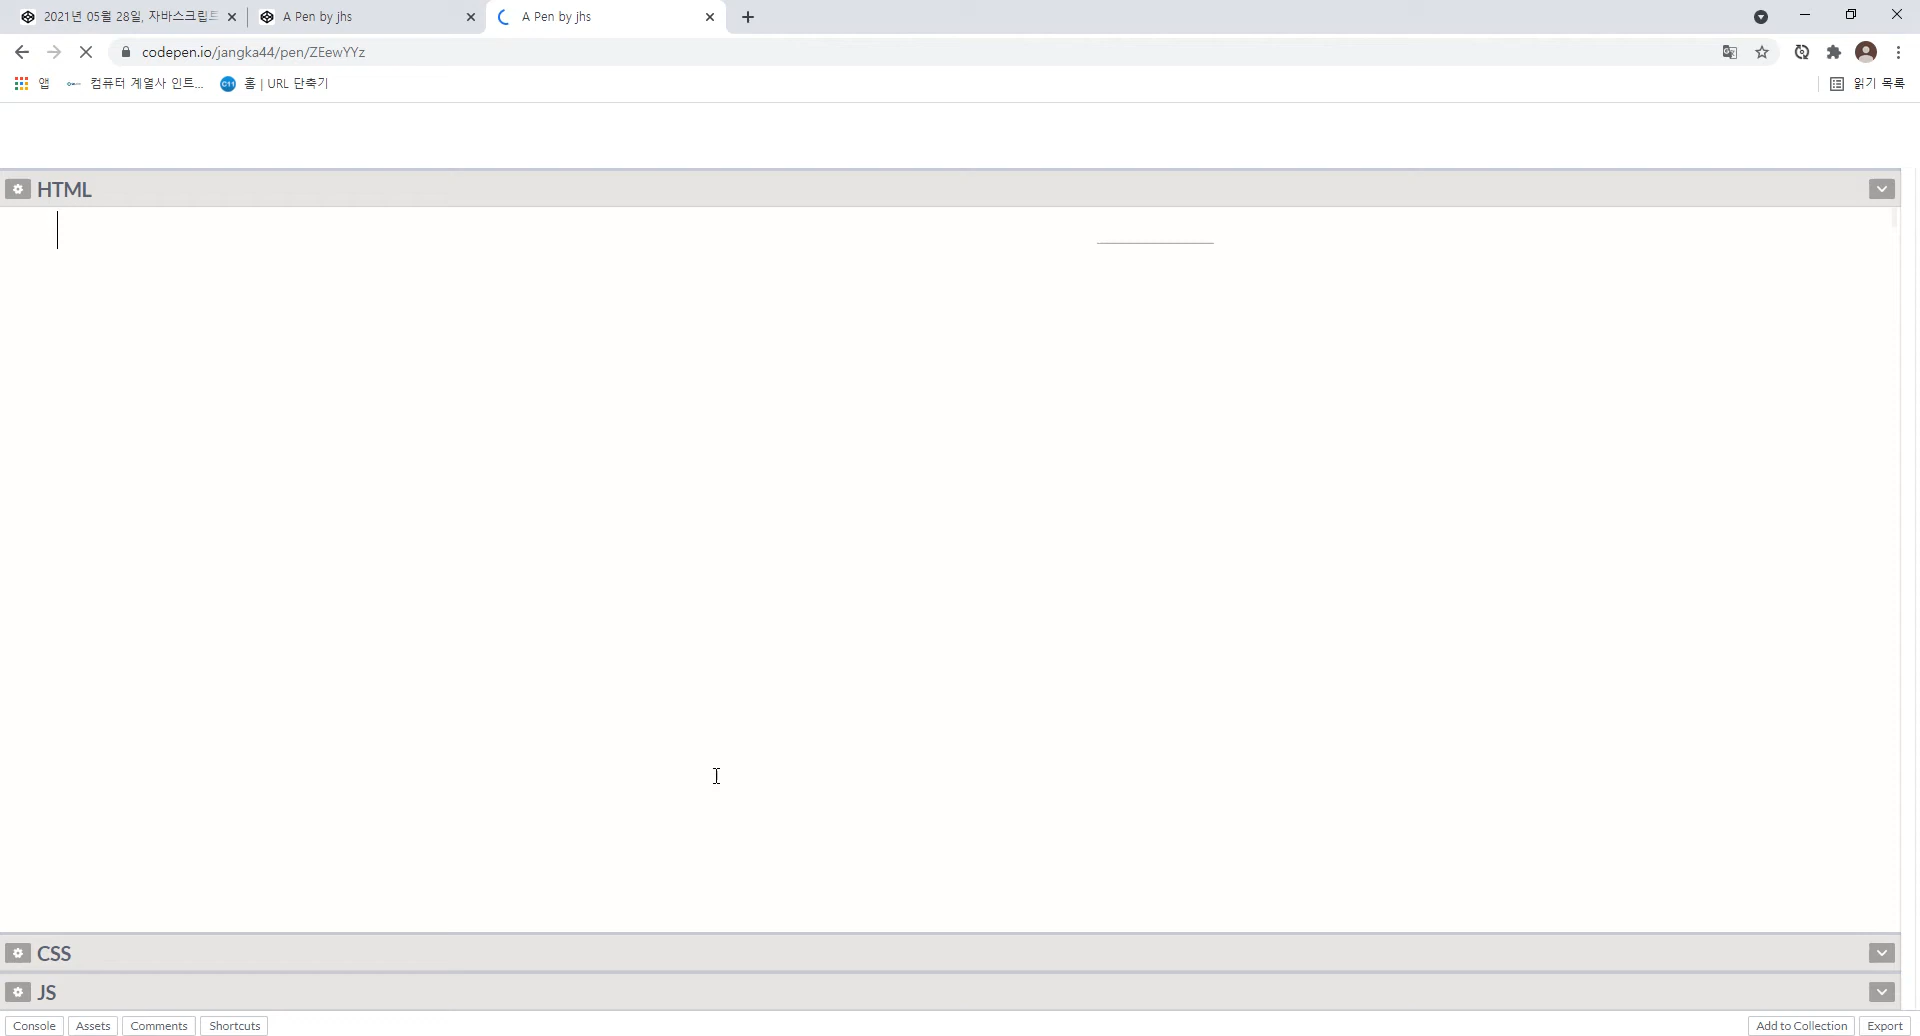 2021년 05월 28일, 자바스크립트
A Pen by jhs
A Pen by jhs
codepen.io/jangka44/pen/ZEewYYz
앱
컴퓨터 계열사 인트...
C11
홈 | URL 단축기
읽기 목록
HTML
CSS
JS
Console
Assets
Comments
Shortcuts
Add to Collection
Export